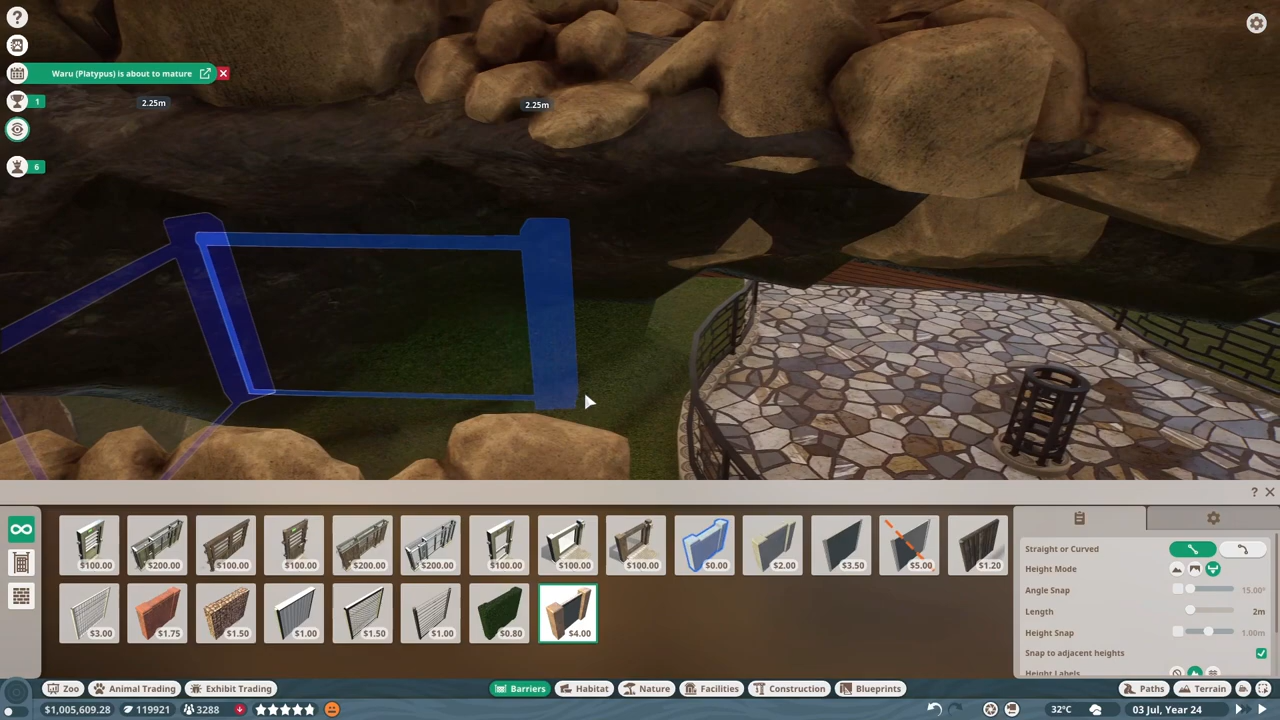 ?
Waru (Platypus) is about to mature
1
6
2.25m
2.25m
?
$100.00
$200.00
$100.00
$100.00
$200.00
$200.00
$100.00
$100.00
$100.00
$0.00
$2.00
$3.50
$5.00
$1.20
$3.00
$1.75
$1.50
$1.00
$1.50
$1.00
$0.80
$4.00
Straight or Curved
Height Mode
Angle Snap 15.00°
Length 2m
Height Snap 1.00m
Snap to adjacent heights
Height Labels
Zoo
Animal Trading
Exhibit Trading
Barriers
Habitat
Nature
Facilities
Construction
Blueprints
Paths
Terrain
$1,005,609.28
119921
3288
32°C
03 Jul, Year 24